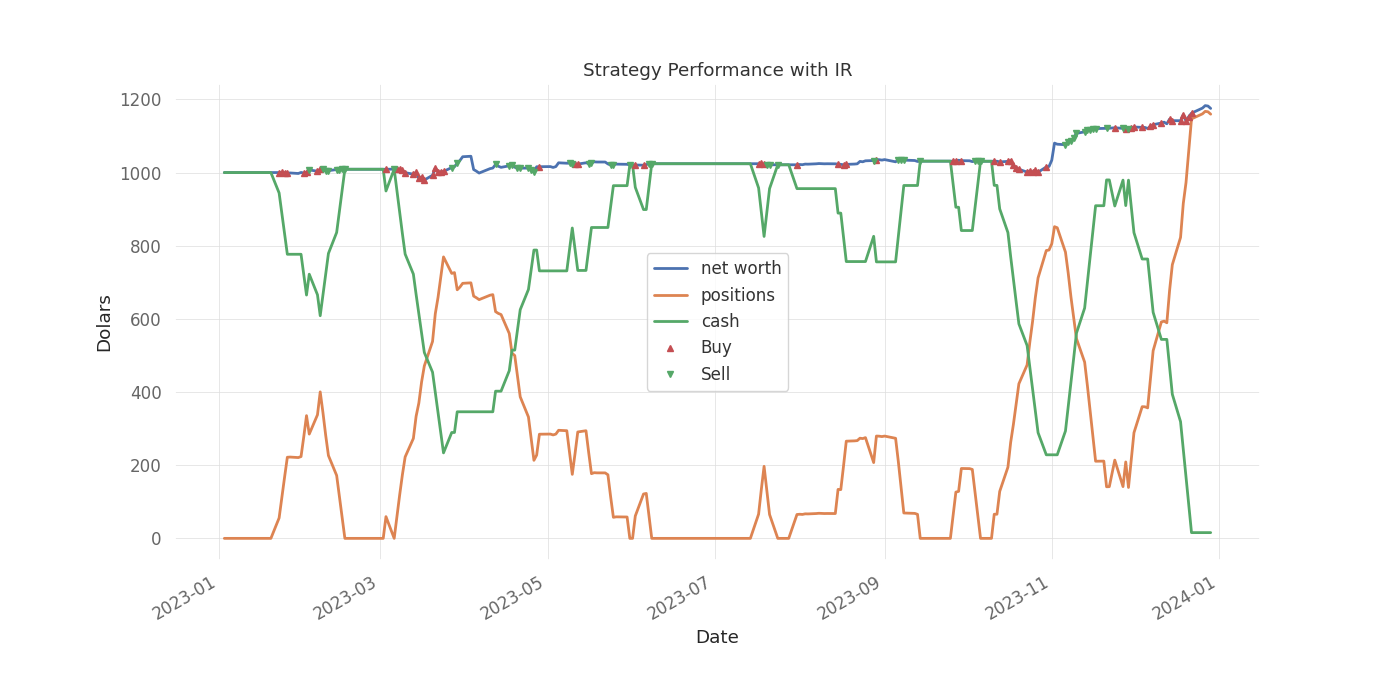 Strategy Performance with IR
1200
1000
800
600
400
200
0
Dolars
net worth
positions
cash
Buy
Sell
2023-01
2023-03
2023-05
2023-07
2023-09
2023-11
2024-01
Date